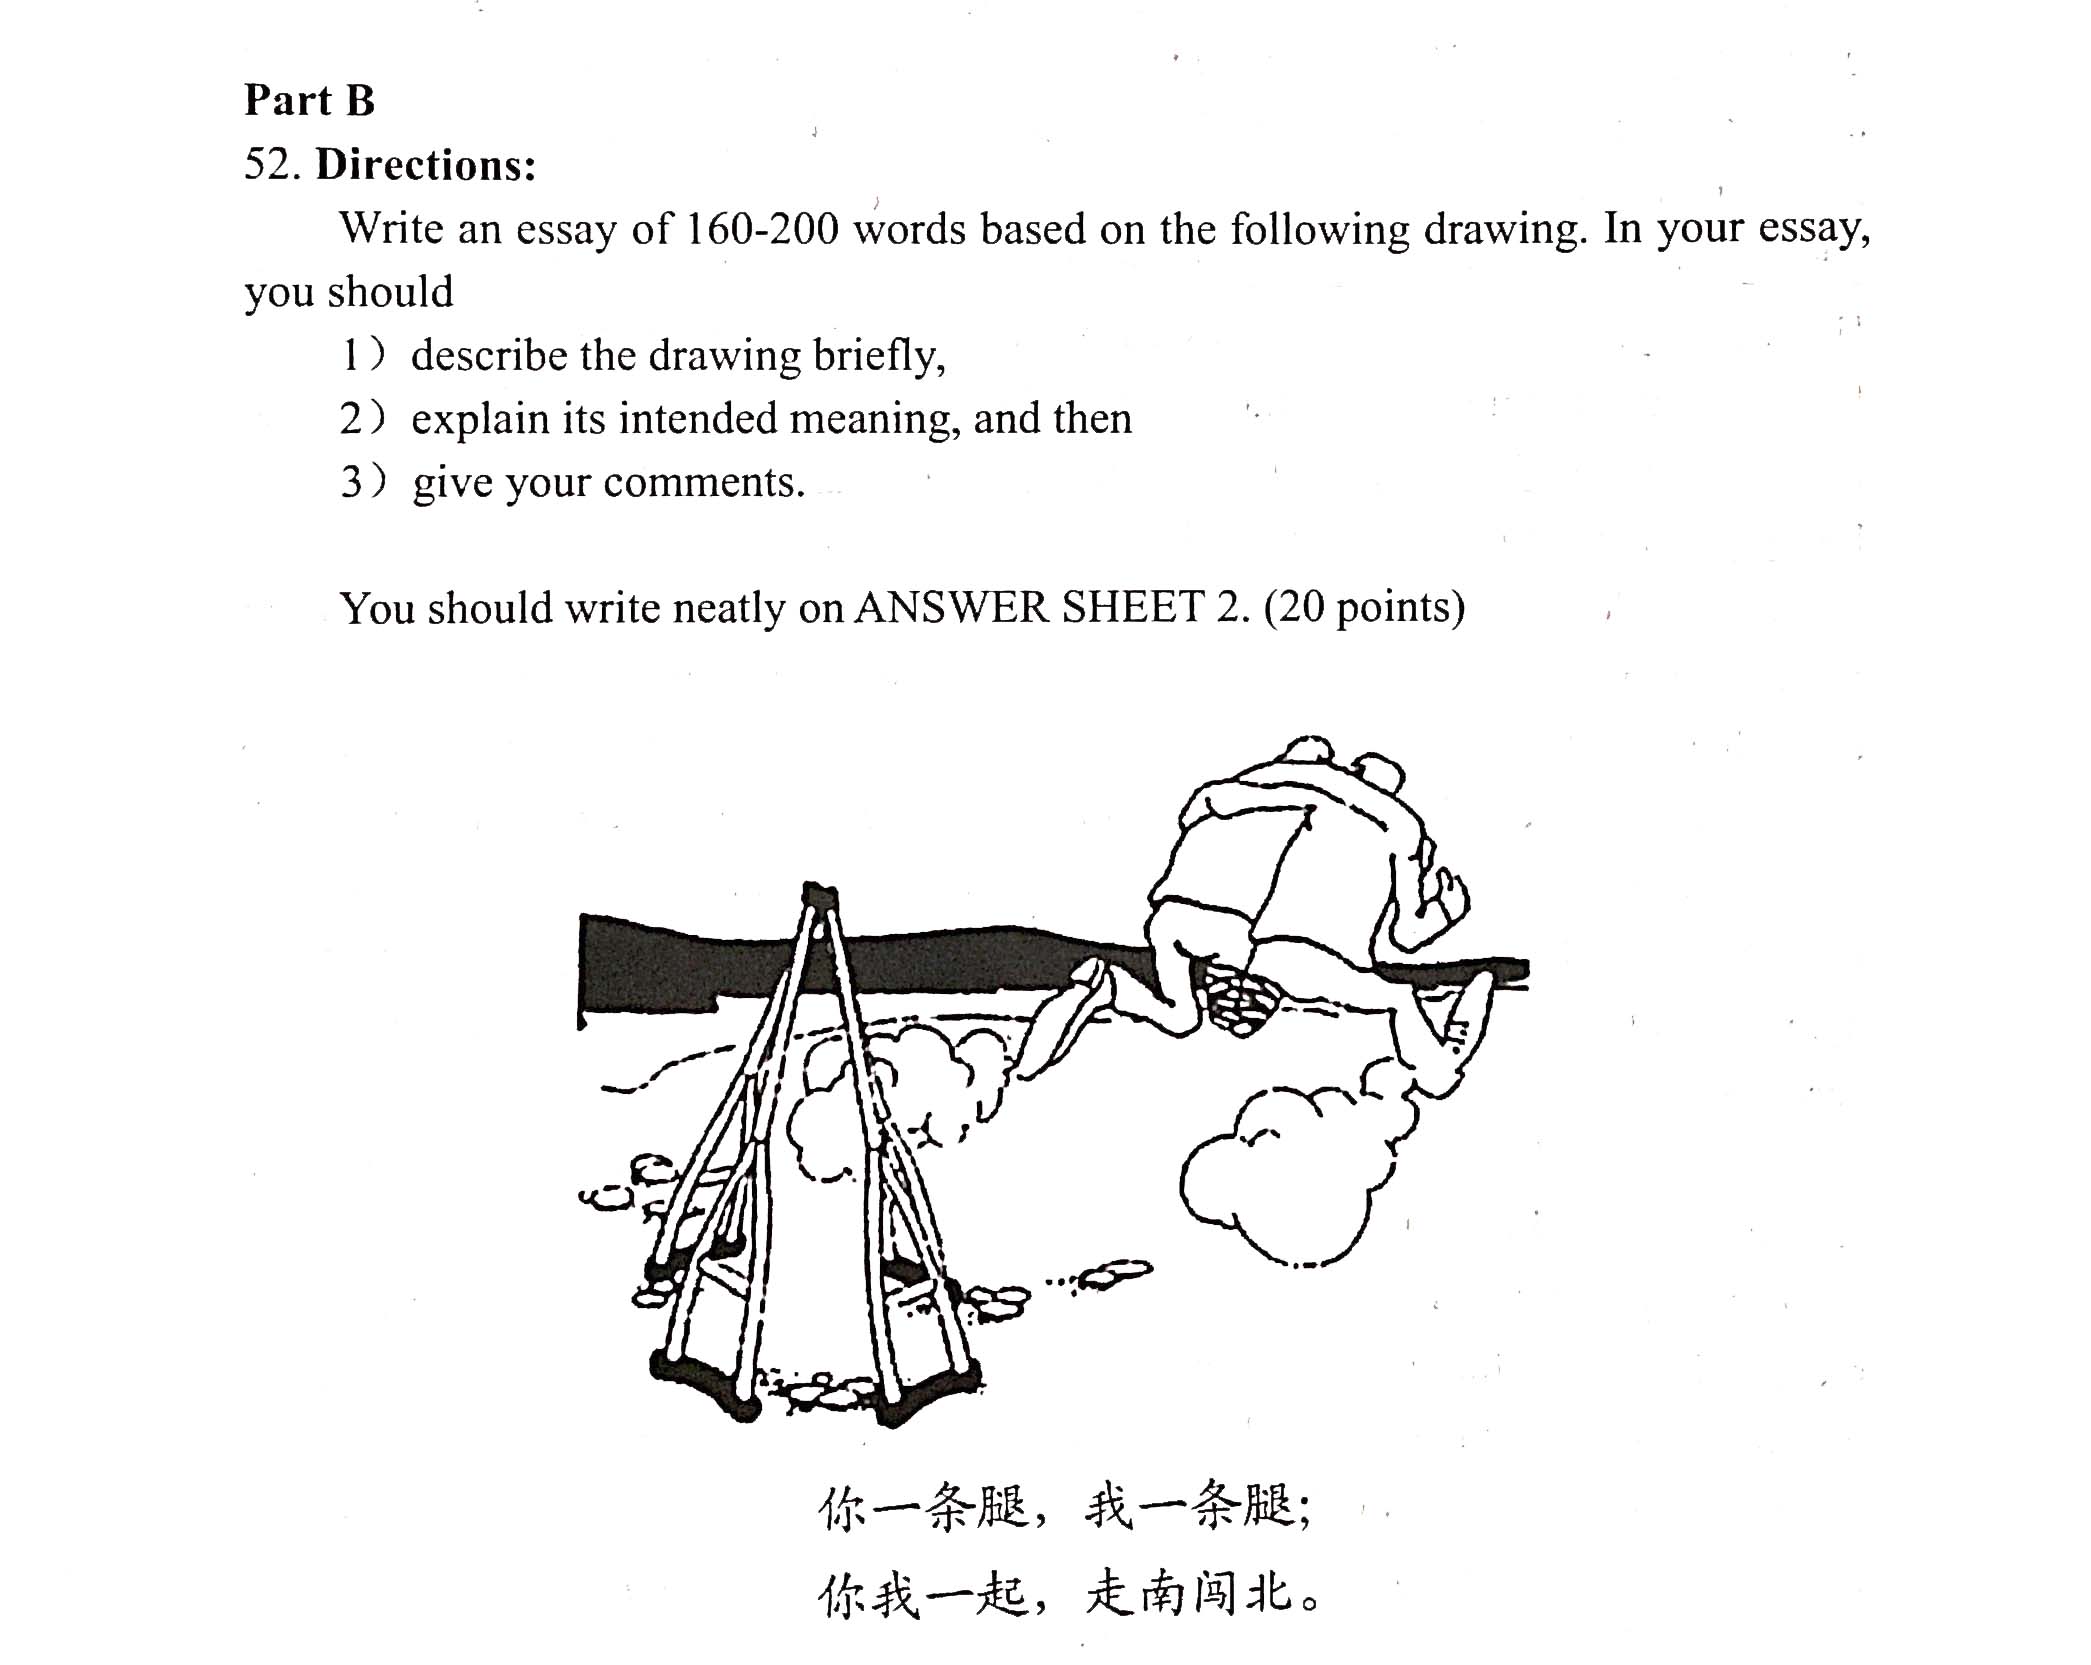 Part B
52. Directions:
Write an essay of 160-200 words based on the following drawing. In your essay,
you should
1）describe the drawing briefly,
2）explain its intended meaning, and then
3）give your comments.
You should write neatly on ANSWER SHEET 2. (20 points)
你一条腿，我一条腿;
你我一起，走南闯北。